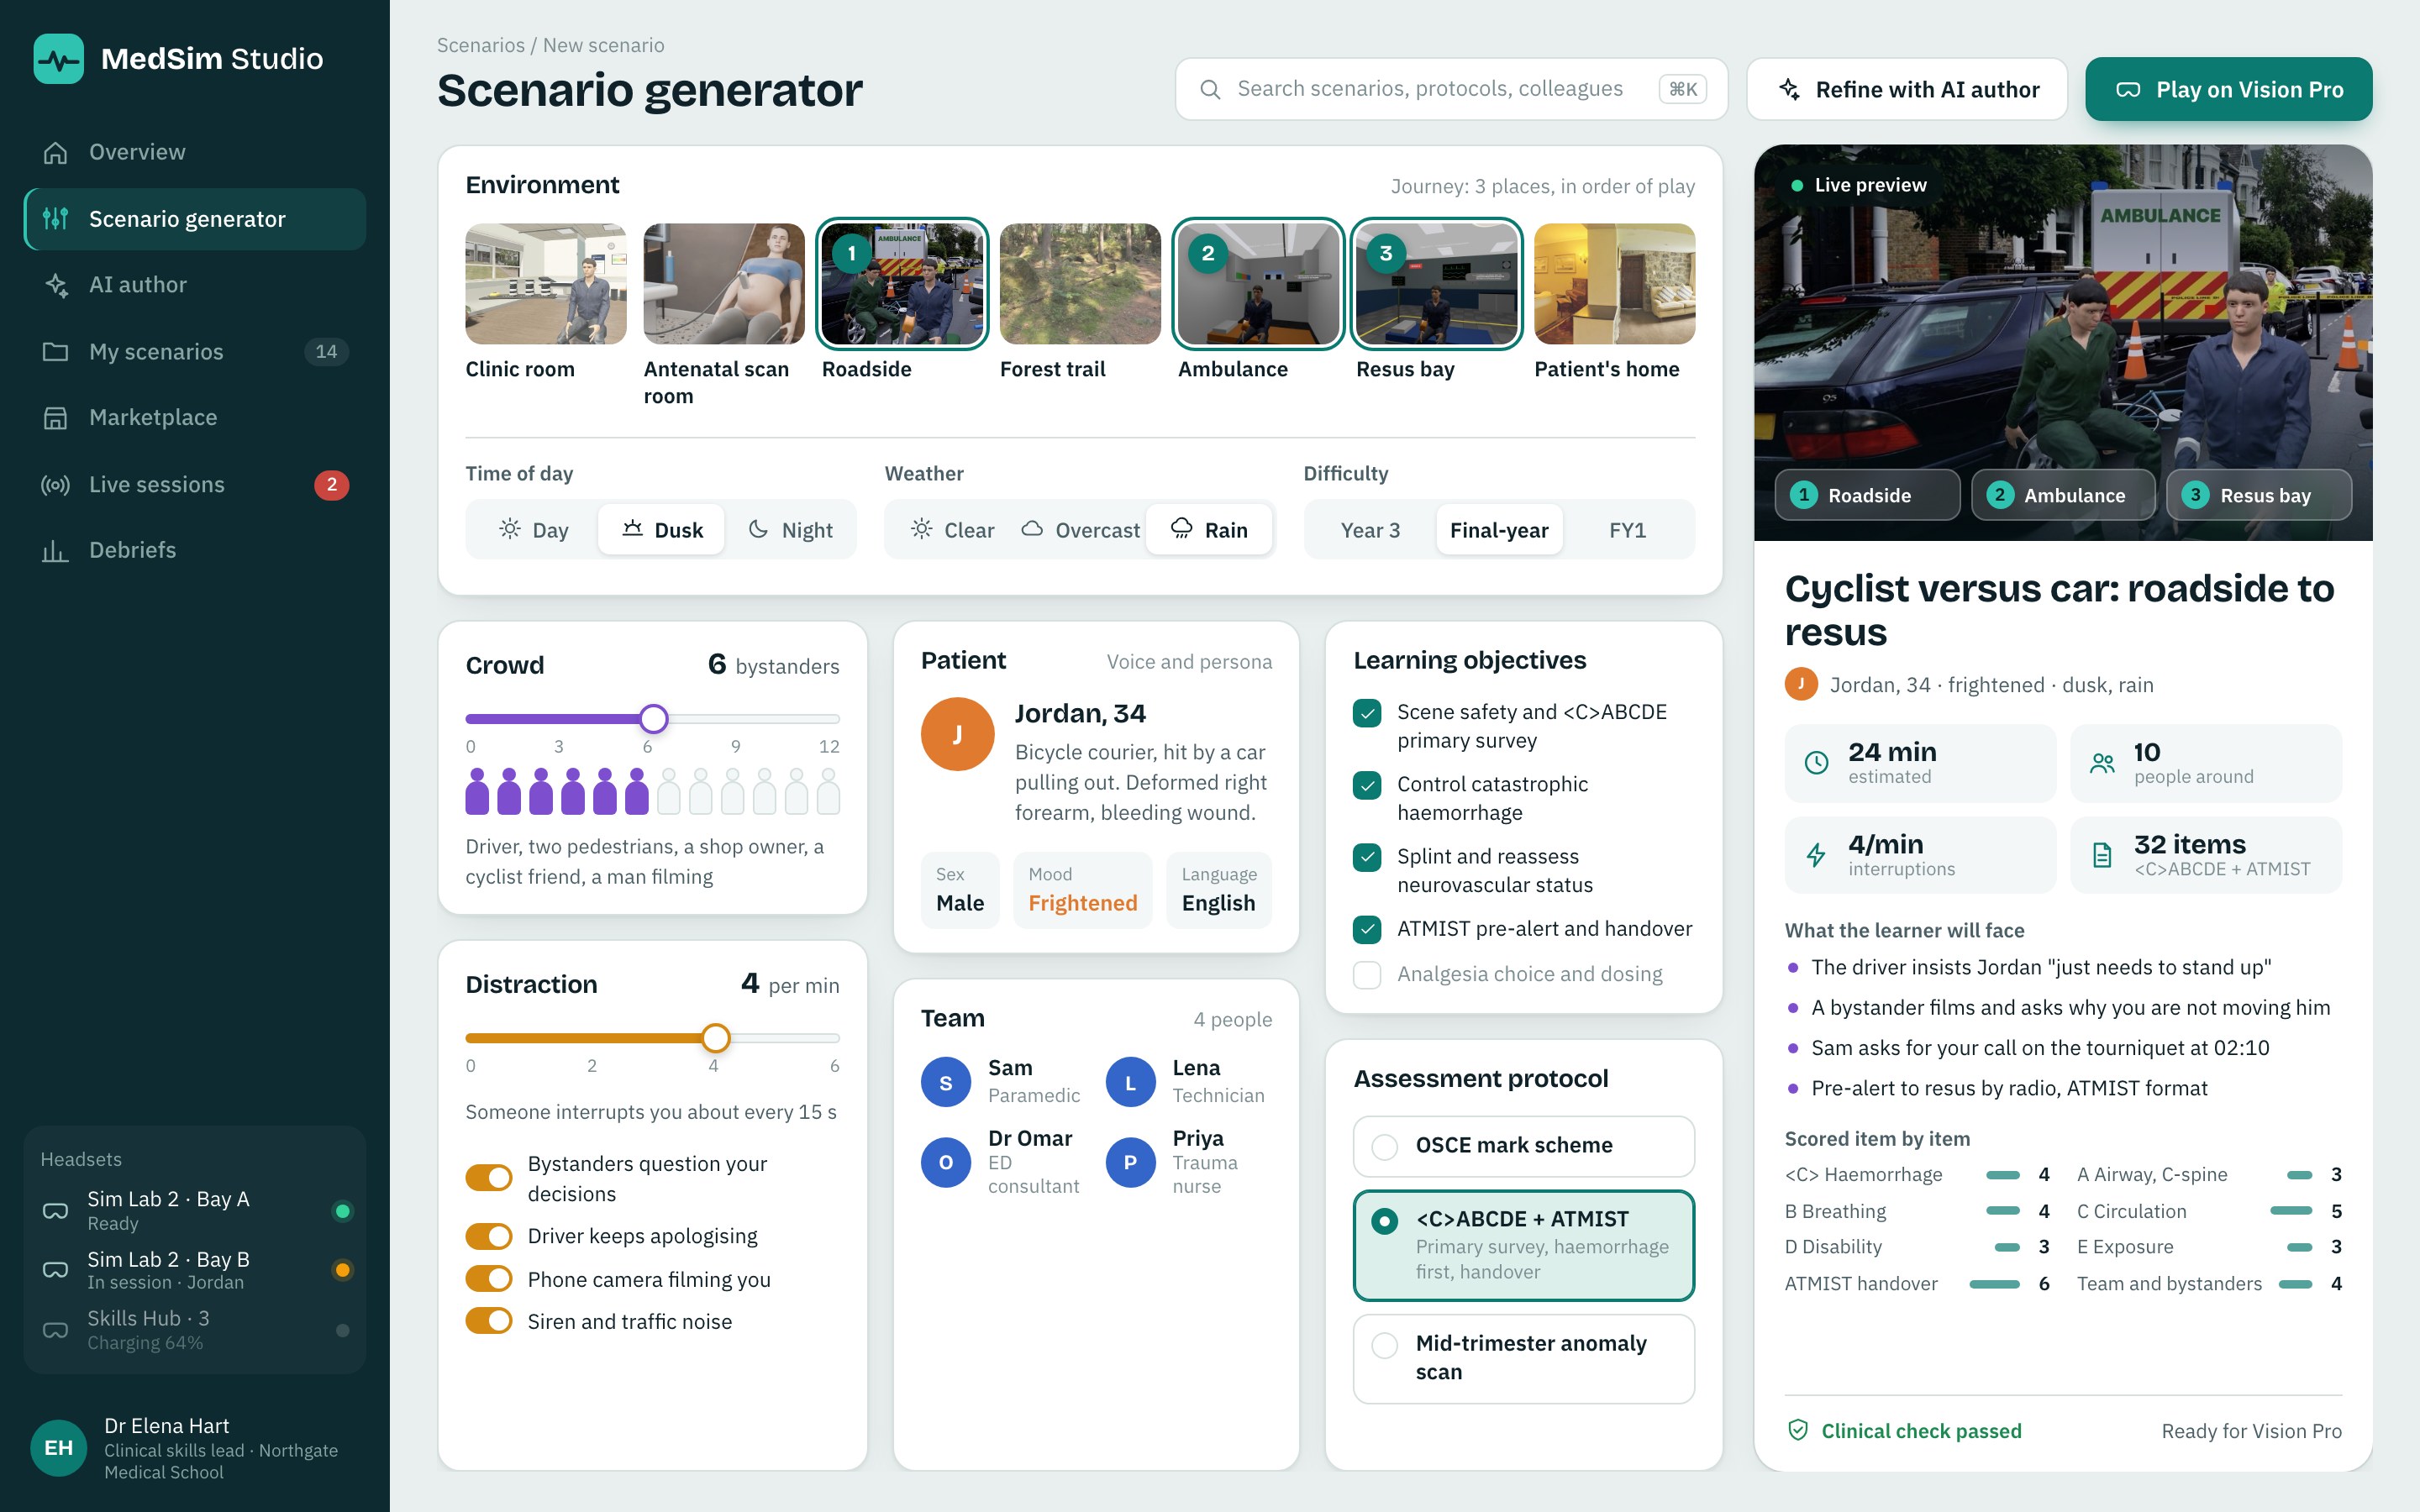 MedSim Studio
Overview
Scenario generator
AI author
My scenarios 14
Marketplace
Live sessions 2
Debriefs
Headsets
Sim Lab 2 · Bay A
Ready
Sim Lab 2 · Bay B
In session · Jordan
Skills Hub · 3
Charging 64%
EH
Dr Elena Hart
Clinical skills lead · Northgate
Medical School
Scenarios / New scenario
Scenario generator
Search scenarios, protocols, colleagues ⌘K
Refine with AI author
Play on Vision Pro
Environment
Journey: 3 places, in order of play
AMBULANCE
1
2
3
Clinic room
Antenatal scan
room
Roadside
Forest trail
Ambulance
Resus bay
Patient's home
Time of day
Day
Dusk
Night
Weather
Clear
Overcast
Rain
Difficulty
Year 3
Final-year
FY1
Crowd
6 bystanders
0 3 6 9 12
Driver, two pedestrians, a shop owner, a
cyclist friend, a man filming
Distraction
4 per min
0 2 4 6
Someone interrupts you about every 15 s
Bystanders question your
decisions
Driver keeps apologising
Phone camera filming you
Siren and traffic noise
Patient
Voice and persona
J
Jordan, 34
Bicycle courier, hit by a car
pulling out. Deformed right
forearm, bleeding wound.
Sex
Male
Mood
Frightened
Language
English
Team
4 people
S
Sam
Paramedic
L
Lena
Technician
O
Dr Omar
ED
consultant
P
Priya
Trauma
nurse
Learning objectives
Scene safety and <C>ABCDE
primary survey
Control catastrophic
haemorrhage
Splint and reassess
neurovascular status
ATMIST pre-alert and handover
Analgesia choice and dosing
Assessment protocol
OSCE mark scheme
<C>ABCDE + ATMIST
Primary survey, haemorrhage
first, handover
Mid-trimester anomaly
scan
Live preview
AMBULANCE
POLICE LINE
1 Roadside
2 Ambulance
3 Resus bay
Cyclist versus car: roadside to
resus
J
Jordan, 34 · frightened · dusk, rain
24 min
estimated
10
people around
4/min
interruptions
32 items
<C>ABCDE + ATMIST
What the learner will face
The driver insists Jordan "just needs to stand up"
A bystander films and asks why you are not moving him
Sam asks for your call on the tourniquet at 02:10
Pre-alert to resus by radio, ATMIST format
Scored item by item
<C> Haemorrhage 4
A Airway, C-spine 3
B Breathing 4
C Circulation 5
D Disability 3
E Exposure 3
ATMIST handover 6
Team and bystanders 4
Clinical check passed
Ready for Vision Pro